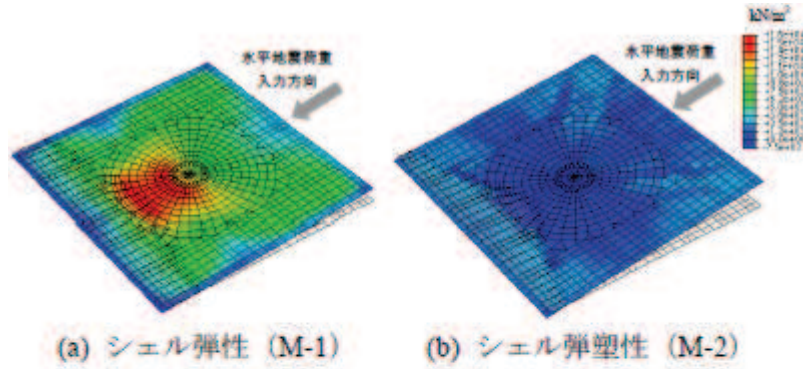 kN/m²
水平地震荷重
入力方向
水平地震荷重
入力方向
(a) シェル弾性（M-1）
(b) シェル弾塑性（M-2）